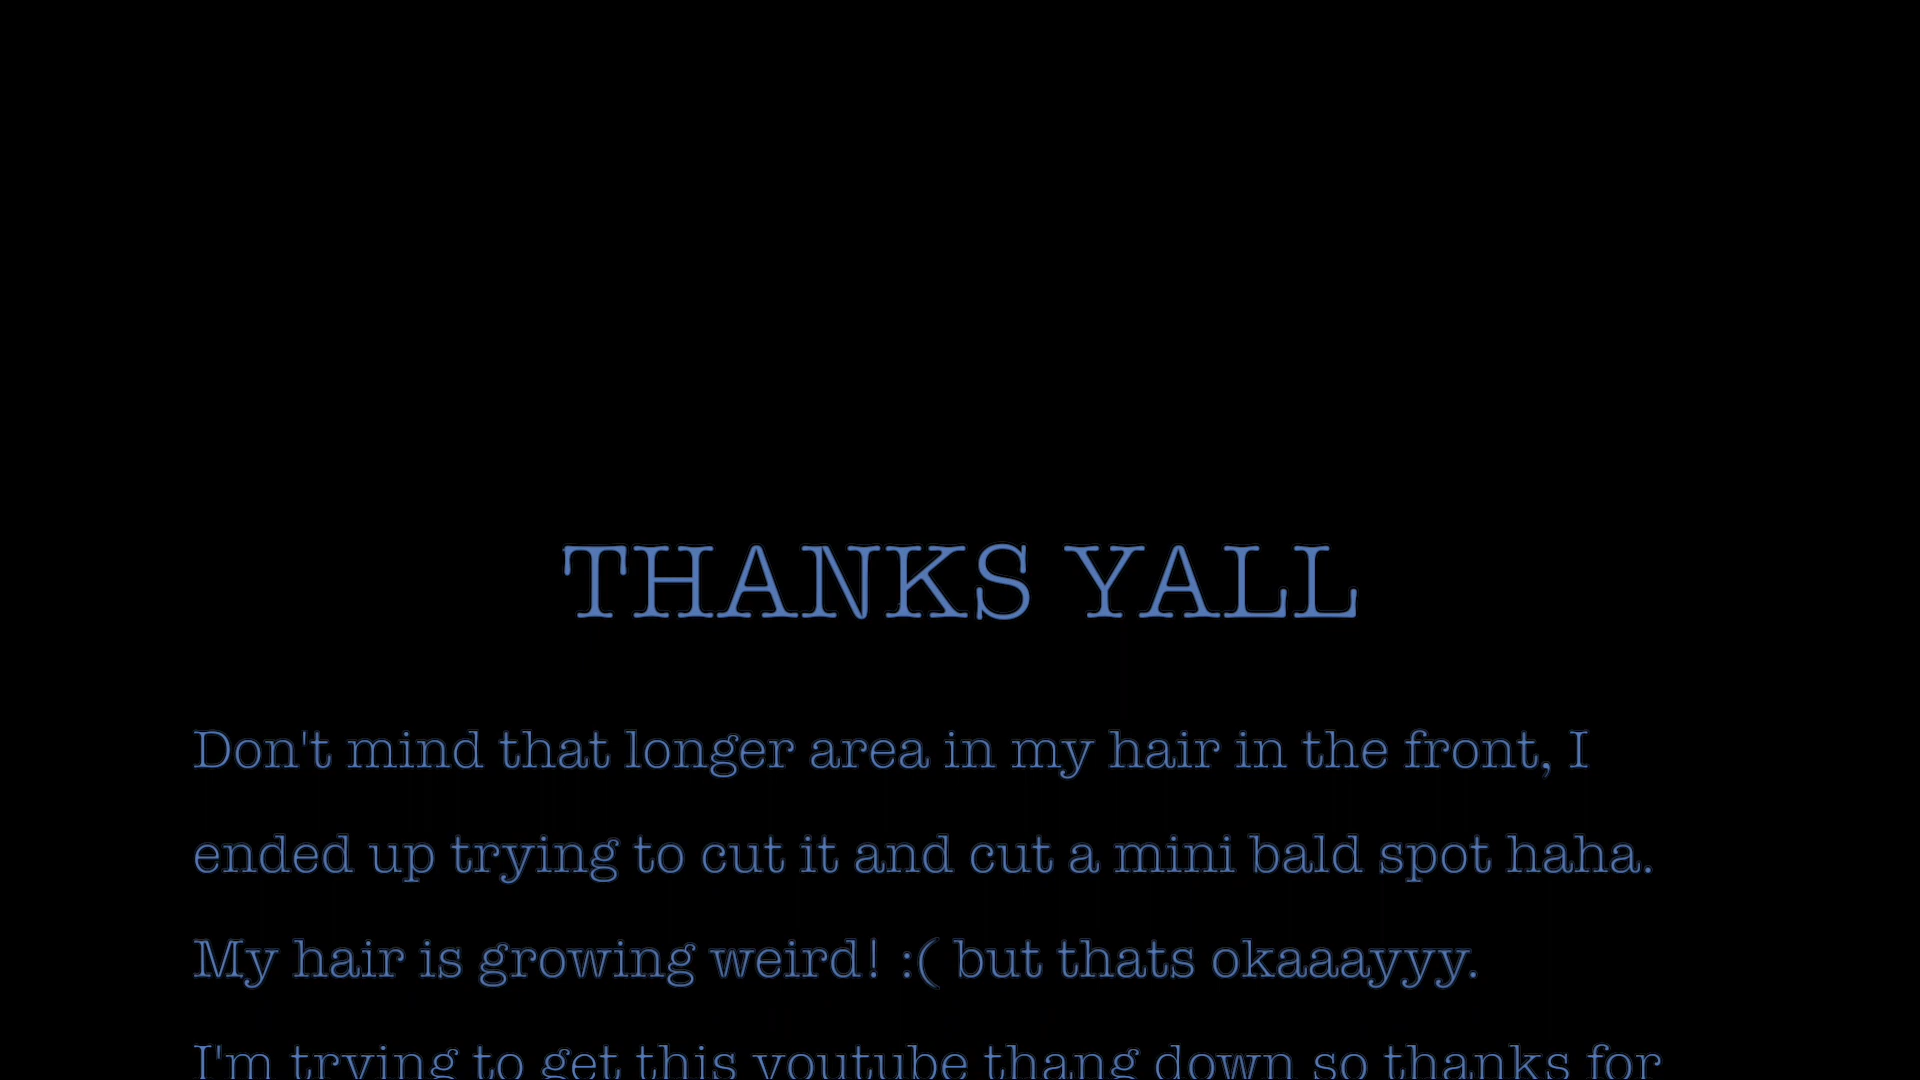 THANKS YALL
Don't mind that longer area in my hair in the front, I
ended up trying to cut it and cut a mini bald spot haha.
My hair is growing weird! :( but thats okaaayyy.
I'm trying to get this youtube thang down so thanks for